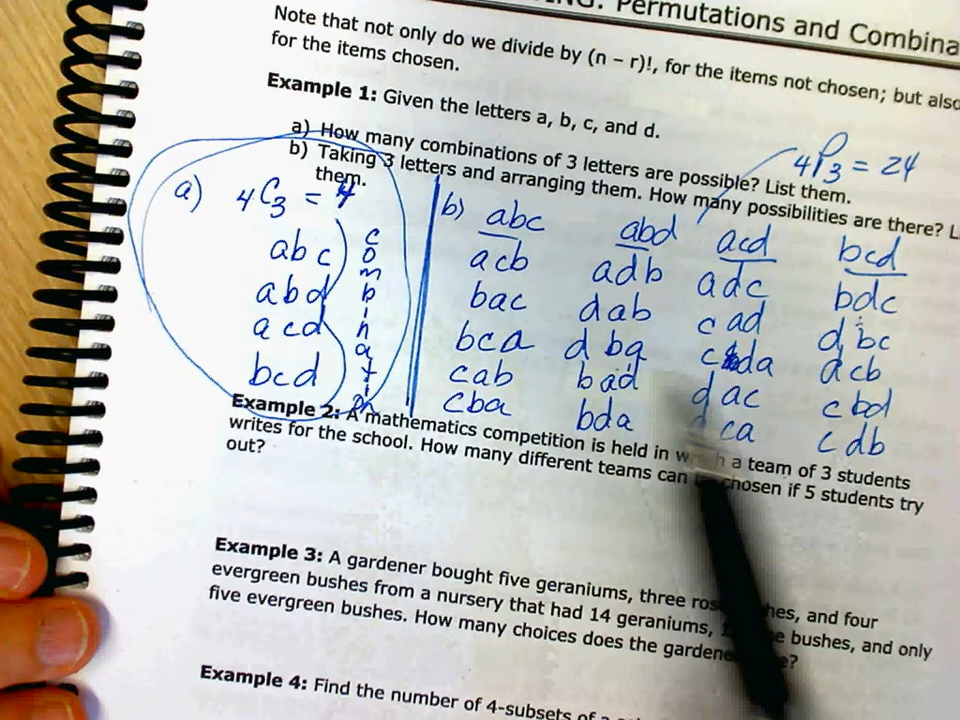 Permutations and Combina
Note that not only do we divide by (n – r)!, for the items not chosen; but also
for the items chosen.
Example 1: Given the letters a, b, c, and d.
a) How many combinations of 3 letters are possible? List them.
b) Taking 3 letters and arranging them. How many possibilities are there? L
them.
4P3 = 24
a) 4C3 = 4
abc
abd
acd
bcd
combination
b) abc abd acd bcd
acb adb adc bdc
bac dab cad dbc
bca dba cda dcb
cab bad dac cbd
cba bda ca cdb
Example 2: A mathematics competition is held in a team of 3 students
writes for the school. How many different teams can chosen if 5 students try
out?
Example 3: A gardener bought five geraniums, three hes, and four
evergreen bushes from a nursery that had 14 geraniums, bushes, and only
five evergreen bushes. How many choices does the gardene ?
Example 4: Find the number of 4-subsets of a